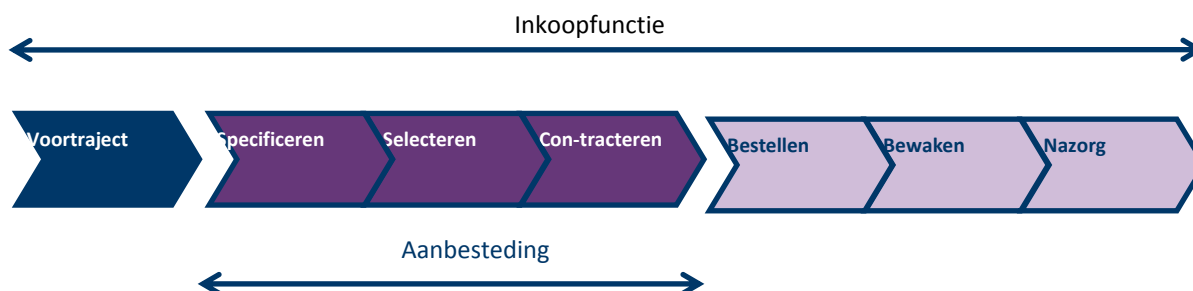 Inkoopfunctie
Voortraject
Specificeren
Selecteren
Con-tracteren
Bestellen
Bewaken
Nazorg
Aanbesteding